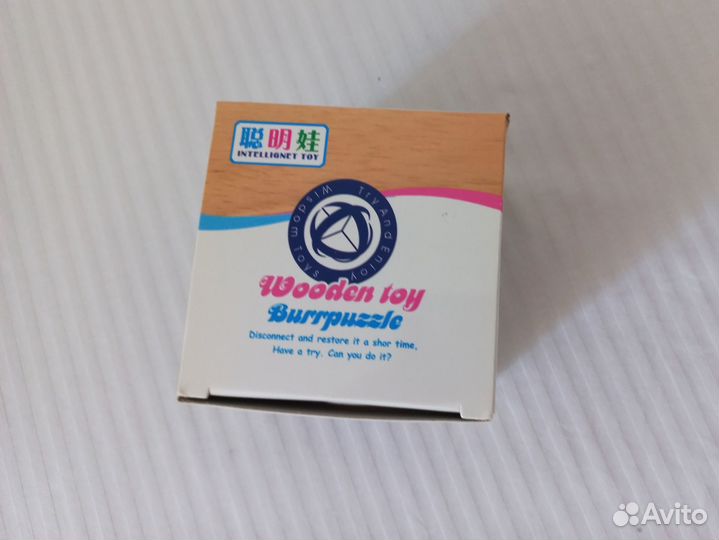 聪明娃
INTELLIGNET TOY
Wisdom Toys
Try And Enjoy
Wooden toy
Burrpuzzle
Disconnect and restore it a shor time,
Have a try. Can you do it?
Avito